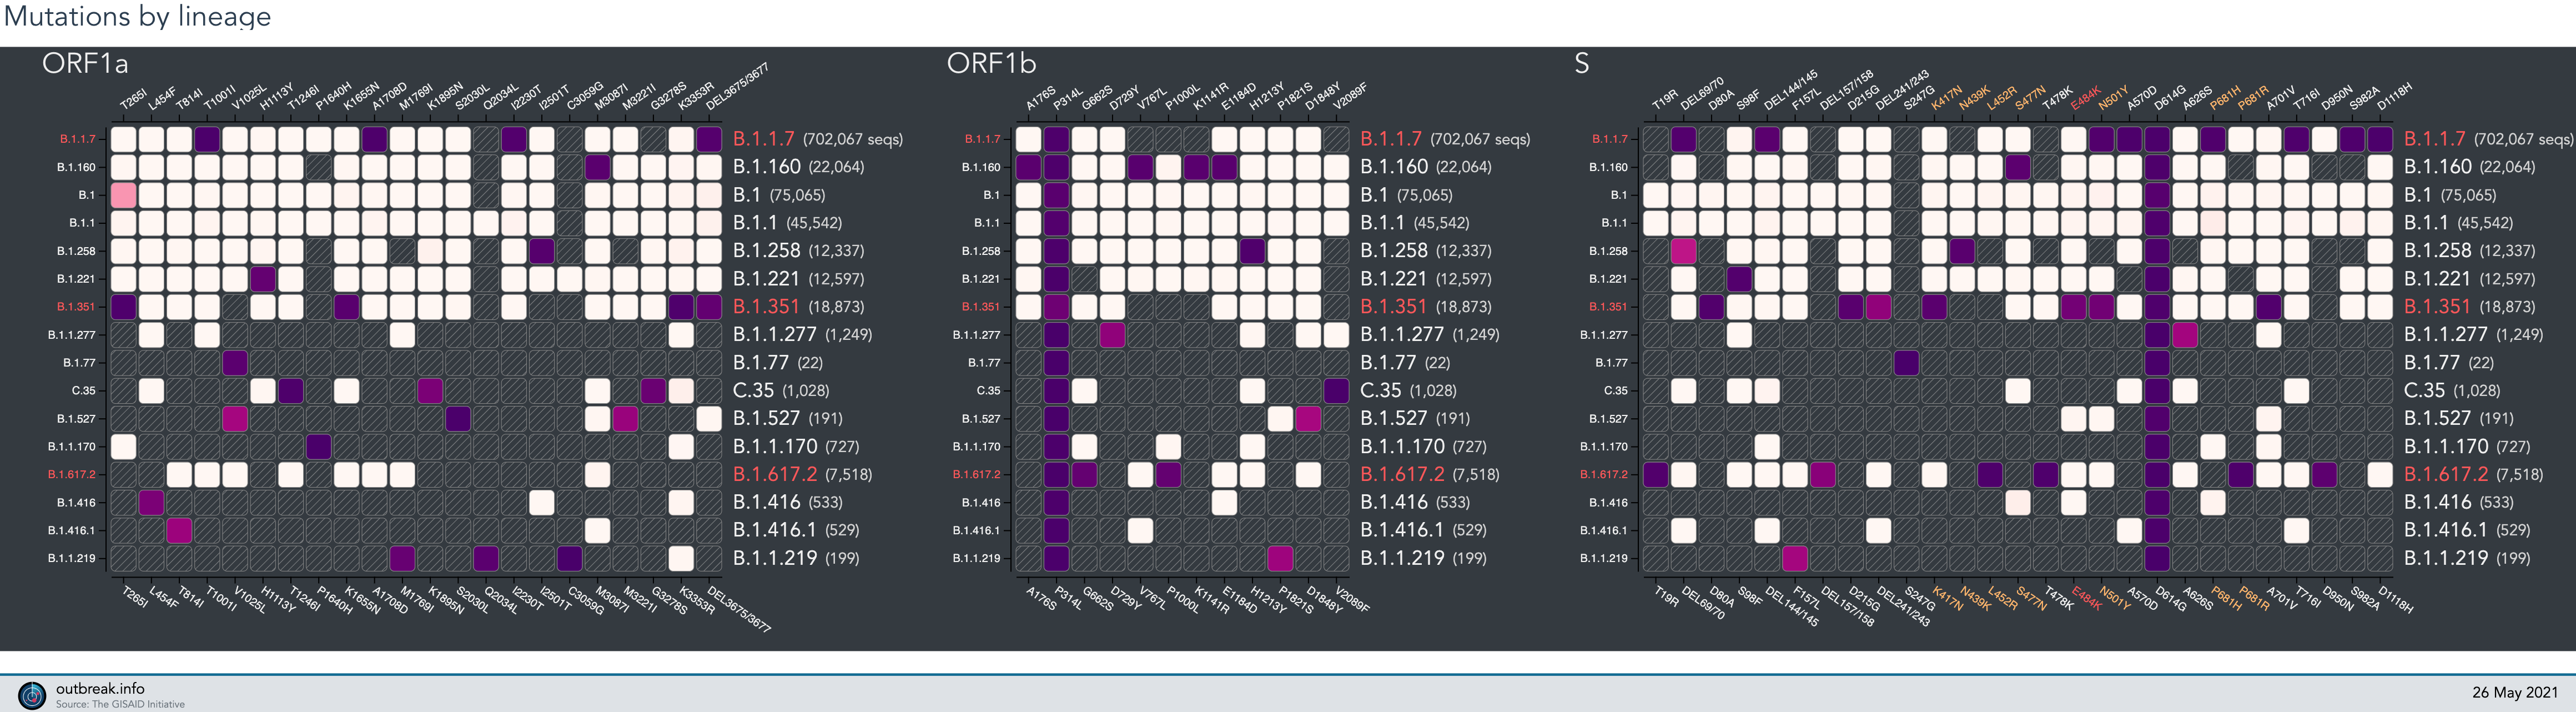 Mutations by lineage
ORF1a
T265I L454F T814I T1001I V1025L H1113Y T1246I P1640H K1655N A1708D M1769I K1895N S2030L Q2034L I2230T I2501T C3059G M3087I M3221I G3278S K3353R DEL3675/3677
B.1.1.7 B.1.1.7 (702,067 seqs)
B.1.160 B.1.160 (22,064)
B.1 B.1 (75,065)
B.1.1 B.1.1 (45,542)
B.1.258 B.1.258 (12,337)
B.1.221 B.1.221 (12,597)
B.1.351 B.1.351 (18,873)
B.1.1.277 B.1.1.277 (1,249)
B.1.77 B.1.77 (22)
C.35 C.35 (1,028)
B.1.527 B.1.527 (191)
B.1.1.170 B.1.1.170 (727)
B.1.617.2 B.1.617.2 (7,518)
B.1.416 B.1.416 (533)
B.1.416.1 B.1.416.1 (529)
B.1.1.219 B.1.1.219 (199)
T265I L454F T814I T1001I V1025L H1113Y T1246I P1640H K1655N A1708D M1769I K1895N S2030L Q2034L I2230T I2501T C3059G M3087I M3221I G3278S K3353R DEL3675/3677
ORF1b
A176S P314L G662S D729Y V767L P1000L K1141R E1184D H1213Y P1821S D1848Y V2089F
B.1.1.7 B.1.1.7 (702,067 seqs)
B.1.160 B.1.160 (22,064)
B.1 B.1 (75,065)
B.1.1 B.1.1 (45,542)
B.1.258 B.1.258 (12,337)
B.1.221 B.1.221 (12,597)
B.1.351 B.1.351 (18,873)
B.1.1.277 B.1.1.277 (1,249)
B.1.77 B.1.77 (22)
C.35 C.35 (1,028)
B.1.527 B.1.527 (191)
B.1.1.170 B.1.1.170 (727)
B.1.617.2 B.1.617.2 (7,518)
B.1.416 B.1.416 (533)
B.1.416.1 B.1.416.1 (529)
B.1.1.219 B.1.1.219 (199)
A176S P314L G662S D729Y V767L P1000L K1141R E1184D H1213Y P1821S D1848Y V2089F
S
T19R DEL69/70 D80A S98F DEL144/145 F157L DEL157/158 D215G DEL241/243 S247G K417N N439K L452R S477N T478K E484K N501Y A570D D614G A626S P681H P681R A701V T716I D950N S982A D1118H
B.1.1.7 B.1.1.7 (702,067 seqs)
B.1.160 B.1.160 (22,064)
B.1 B.1 (75,065)
B.1.1 B.1.1 (45,542)
B.1.258 B.1.258 (12,337)
B.1.221 B.1.221 (12,597)
B.1.351 B.1.351 (18,873)
B.1.1.277 B.1.1.277 (1,249)
B.1.77 B.1.77 (22)
C.35 C.35 (1,028)
B.1.527 B.1.527 (191)
B.1.1.170 B.1.1.170 (727)
B.1.617.2 B.1.617.2 (7,518)
B.1.416 B.1.416 (533)
B.1.416.1 B.1.416.1 (529)
B.1.1.219 B.1.1.219 (199)
T19R DEL69/70 D80A S98F DEL144/145 F157L DEL157/158 D215G DEL241/243 S247G K417N N439K L452R S477N T478K E484K N501Y A570D D614G A626S P681H P681R A701V T716I D950N S982A D1118H
outbreak.info
Source: The GISAID Initiative
26 May 2021